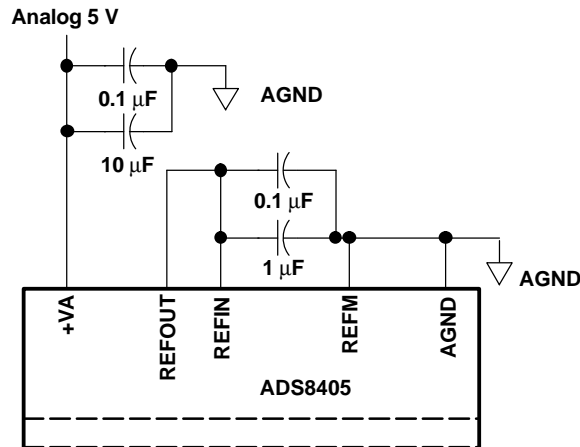 Analog 5 V
0.1 μF
AGND
10 μF
0.1 μF
1 μF
AGND
+VA
REFOUT
REFIN
REFM
AGND
ADS8405